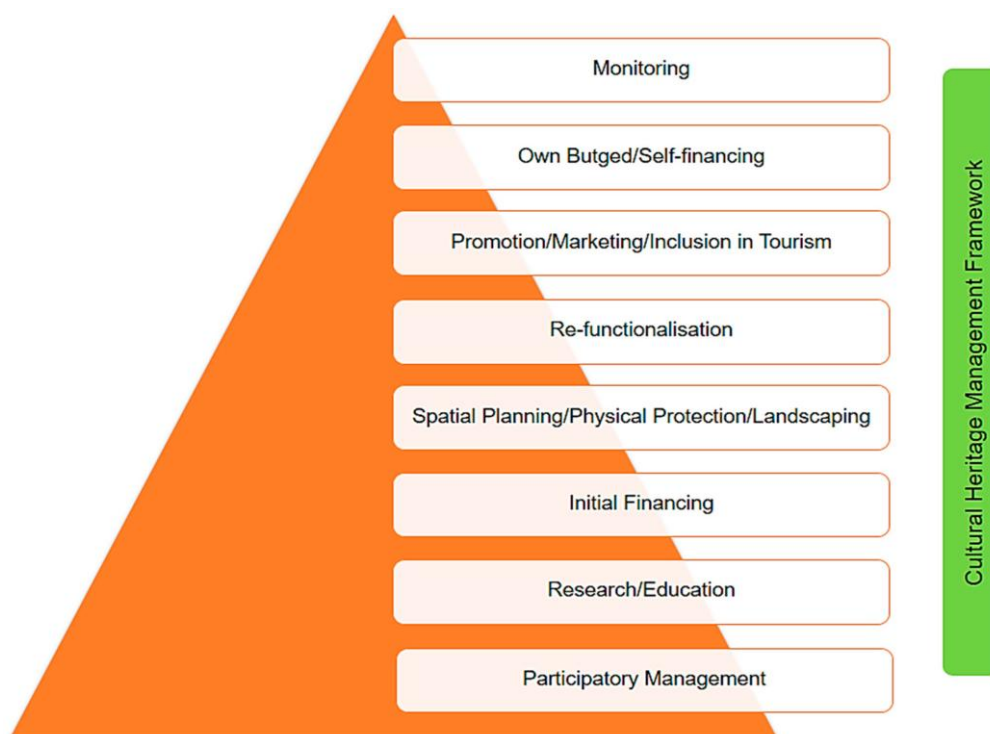 Monitoring
Own Butged/Self-financing
Promotion/Marketing/Inclusion in Tourism
Re-functionalisation
Spatial Planning/Physical Protection/Landscaping
Initial Financing
Research/Education
Participatory Management
Cultural Heritage Management Framework